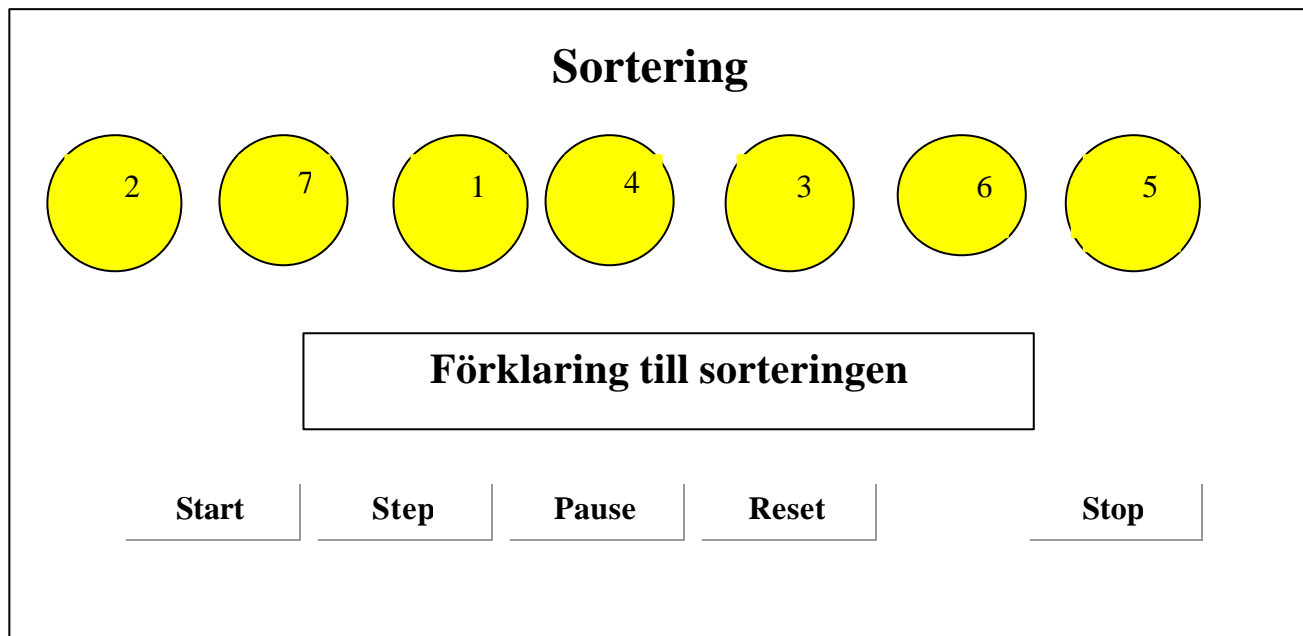 Sortering
2 7 1 4 3 6 5
Förklaring till sorteringen
Start Step Pause Reset Stop